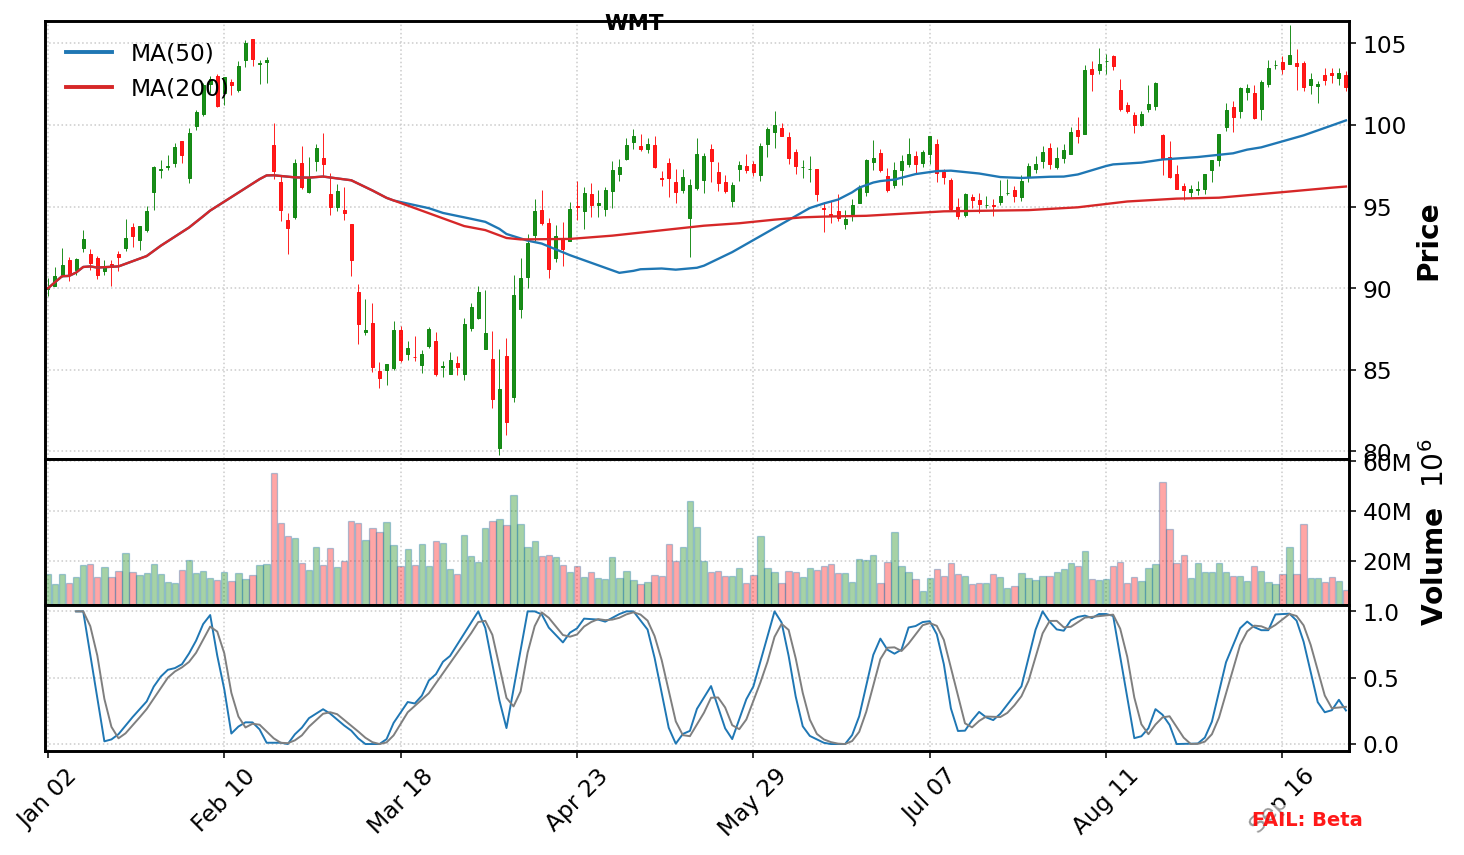 WMT
MA(50)
MA(200)
105
100
95
90
85
80
Price
60M
40M
20M
Volume 10^6
1.0
0.5
0.0
Jan 02
Feb 10
Mar 18
Apr 23
May 29
Jul 07
Aug 11
Sep 16
FAIL: Beta